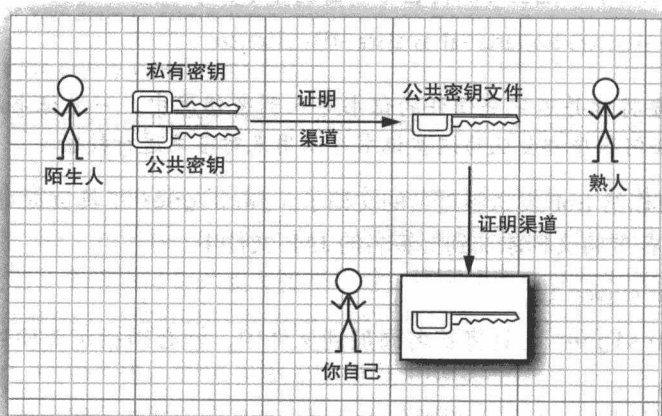 私有密钥
证明
公共密钥文件
渠道
公共密钥
陌生人
熟人
证明渠道
你自己